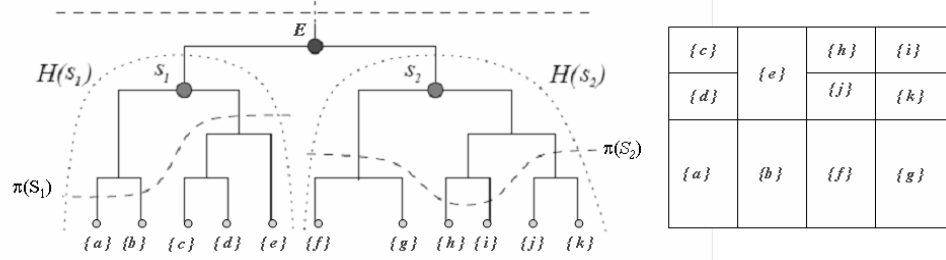 E
H(s₁) S₁ S₂ H(s₂)
π(S₁) π(S₂)
{a} {b} {c} {d} {e} {f} {g} {h} {i} {j} {k}
{c} {e} {h} {i}
{d} {j} {k}
{a} {b} {f} {g}